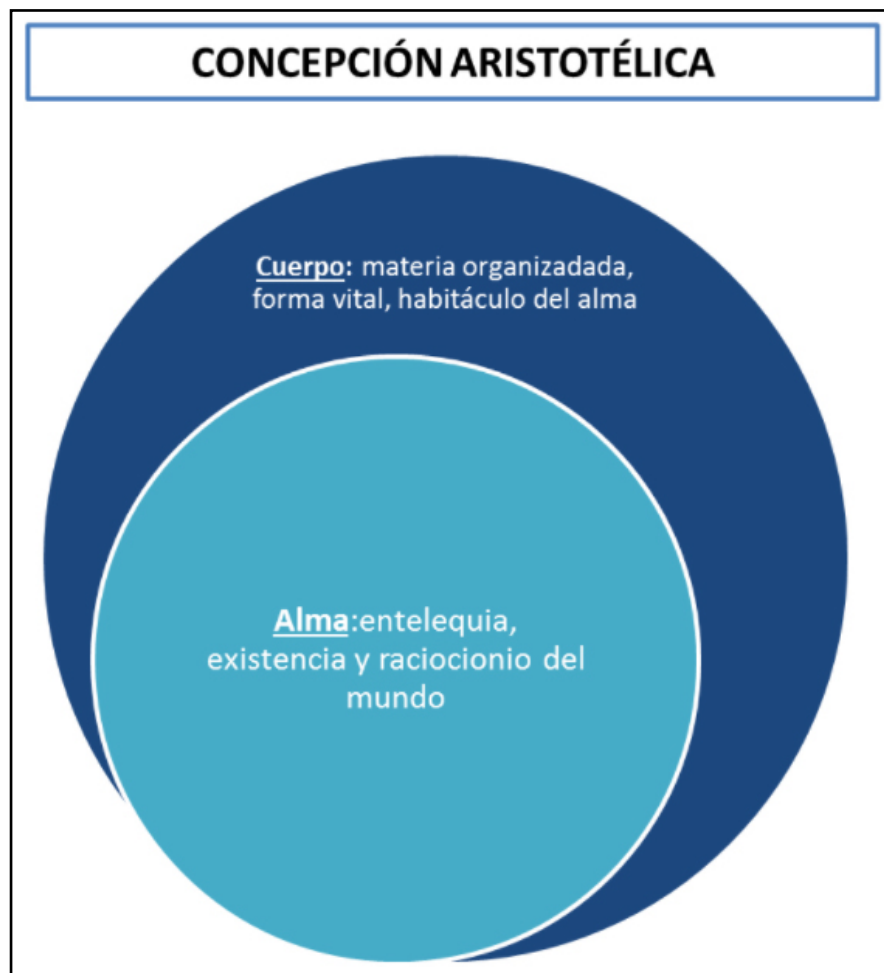 CONCEPCIÓN ARISTOTÉLICA
Cuerpo: materia organizadada,
forma vital, habitáculo del alma
Alma:entelequia,
existencia y raciocionio del
mundo